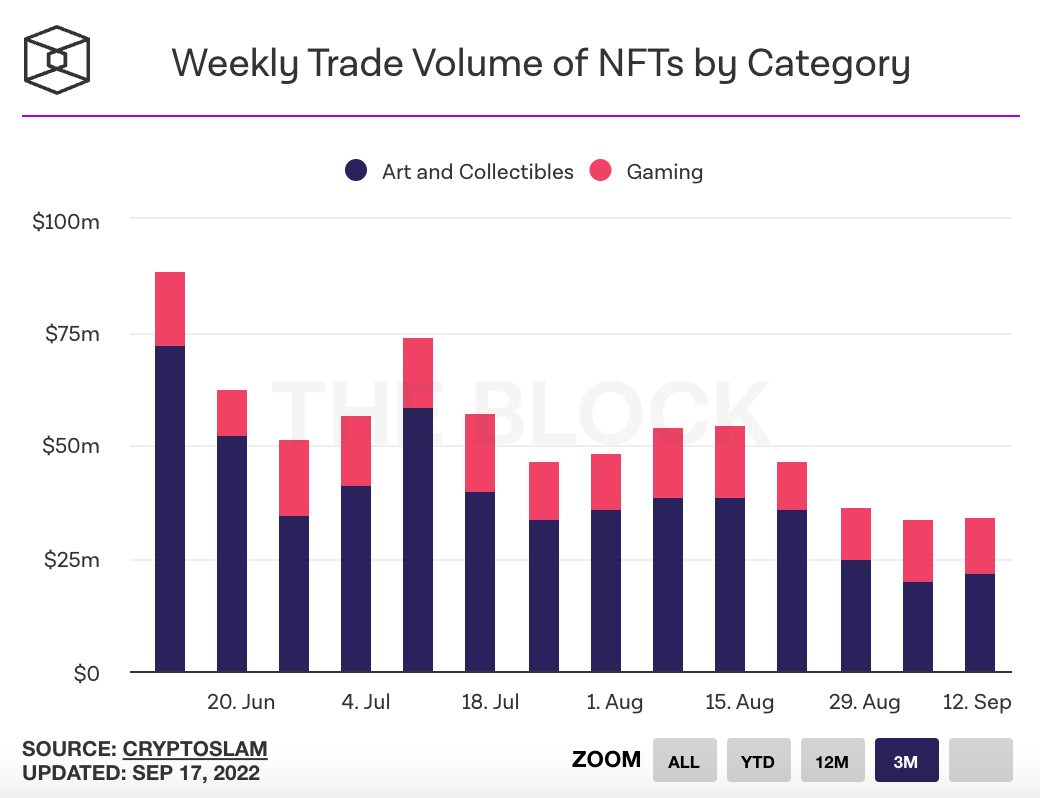 Weekly Trade Volume of NFTs by Category
Art and Collectibles Gaming
$100m
$75m
$50m
$25m
$0
THE BLOCK
20. Jun 4. Jul 18. Jul 1. Aug 15. Aug 29. Aug 12. Sep
SOURCE: CRYPTOSLAM
UPDATED: SEP 17, 2022
ZOOM ALL YTD 12M 3M